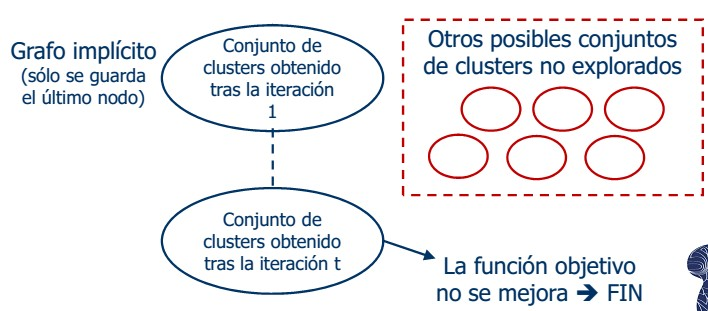 Grafo implícito
(sólo se guarda
el último nodo)
Conjunto de
clusters obtenido
tras la iteración
1
Otros posibles conjuntos
de clusters no explorados
Conjunto de
clusters obtenido
tras la iteración t
La función objetivo
no se mejora ➔ FIN